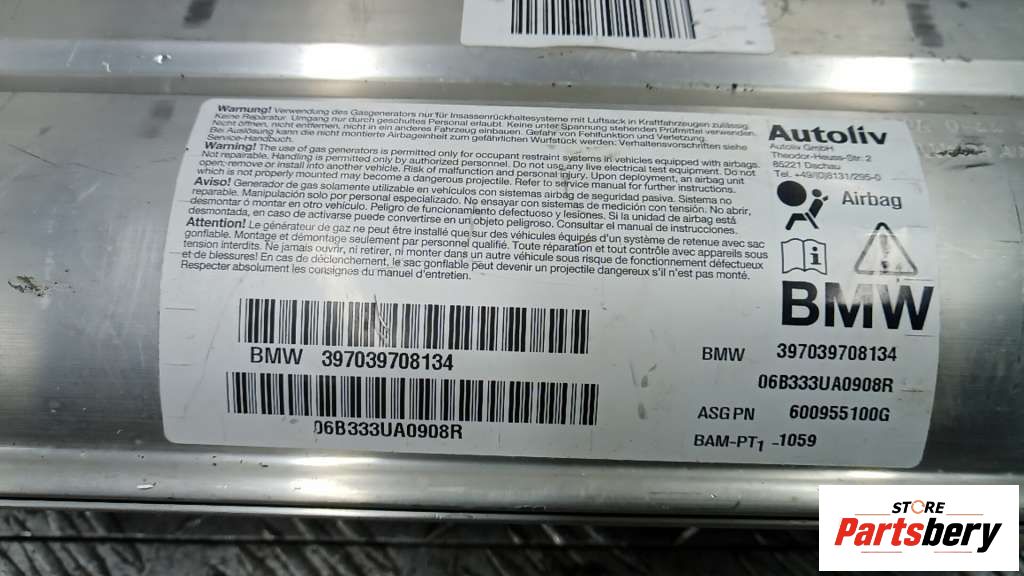 Warnung! Verwendung des Gasgenerators nur für Insassenrückhaltesysteme mit Luftsack in Kraftfahrzeugen zulässig.
Keine Reparatur. Umgang nur durch geschultes Personal erlaubt. Keine unter Spannung stehenden Prüfmittel verwenden.
Nicht öffnen, nicht entfernen, nicht in ein anderes Fahrzeug einbauen. Gefahr von Fehlfunktion und Verletzung.
Bei Auslösung kann die nicht montierte Airbageinheit zum gefährlichen Wurfstück werden: Verhaltensvorschriften siehe
Service-Handbuch.
Warning! The use of gas generators is permitted only for occupant restraint systems in vehicles equipped with airbags.
Not repairable. Handling is permitted only by authorized personnel. Do not use any live electrical test equipment. Do not
open, remove or install into another vehicle. Risk of malfunction and personal injury. Upon deployment, an airbag unit
which is not properly mounted may become a dangerous projectile. Refer to service manual for further instructions.
Aviso! Generador de gas solamente utilizable en vehículos con sistemas airbag de seguridad pasiva. Sistema no
reparable. Manipulación solo por personal especializado. No ensayar con sistemas de medición con tensión. No abrir,
desmontar ó montar en otro vehículo. Peligro de funcionamiento defectuoso y lesiones. Si la unidad de airbag está
desmontada, en caso de activarse puede convertirse en un objeto peligroso. Consultar el manual de instrucciones.
Attention! Le générateur de gaz ne peut être installé que sur des véhicules équipés d'un système de retenue avec sac
gonflable. Montage et démontage seulement par personnel qualifié. Toute réparation et tout contrôle avec appareils sous
tension interdits. Ne jamais ouvrir, ni retirer, ni monter dans un autre véhicule sous risque de fonctionnement défectueux
et de blessures! En cas de déclenchement, le sac gonflable peut devenir un projectile dangereux s'il n'est pas monté.
Respecter absolument les consignes du manuel d'entretien.
Autoliv
Autoliv GmbH
Theodor-Heuss-Str. 2
85221 Dachau
Tel. +49/(0)8131/295-0
Airbag
BMW
BMW 397039708134
06B333UA0908R
BMW 397039708134
06B333UA0908R
ASG PN 600955100G
BAM-PT1-1059
STORE
Partsbery